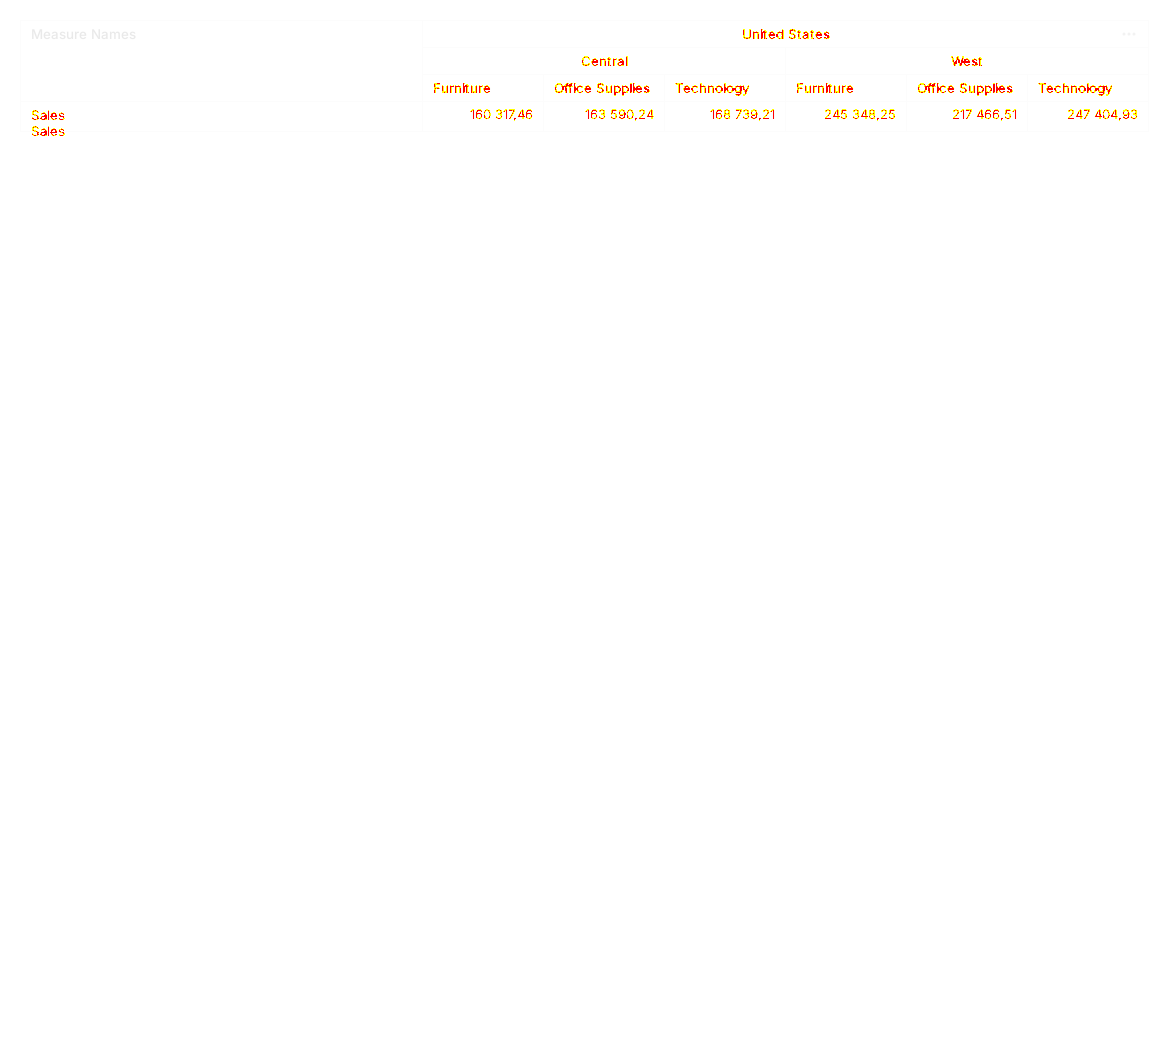 Measure Names United States ...
Central West
Furniture Office Supplies Technology Furniture Office Supplies Technology
Sales 160 317,46 163 590,24 168 739,21 245 348,25 217 466,51 247 404,93
Sales